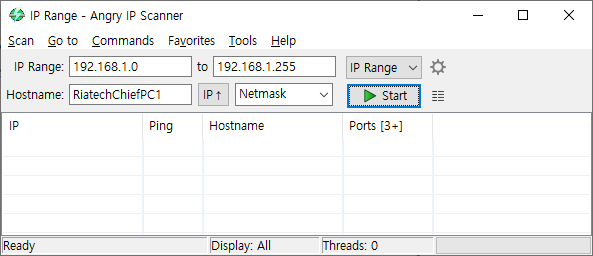 IP Range - Angry IP Scanner
Scan Go to Commands Favorites Tools Help
IP Range: 192.168.1.0 to 192.168.1.255 IP Range
Hostname: RiatechChiefPC1 IP↑ Netmask Start
IP Ping Hostname Ports [3+]
Ready Display: All Threads: 0